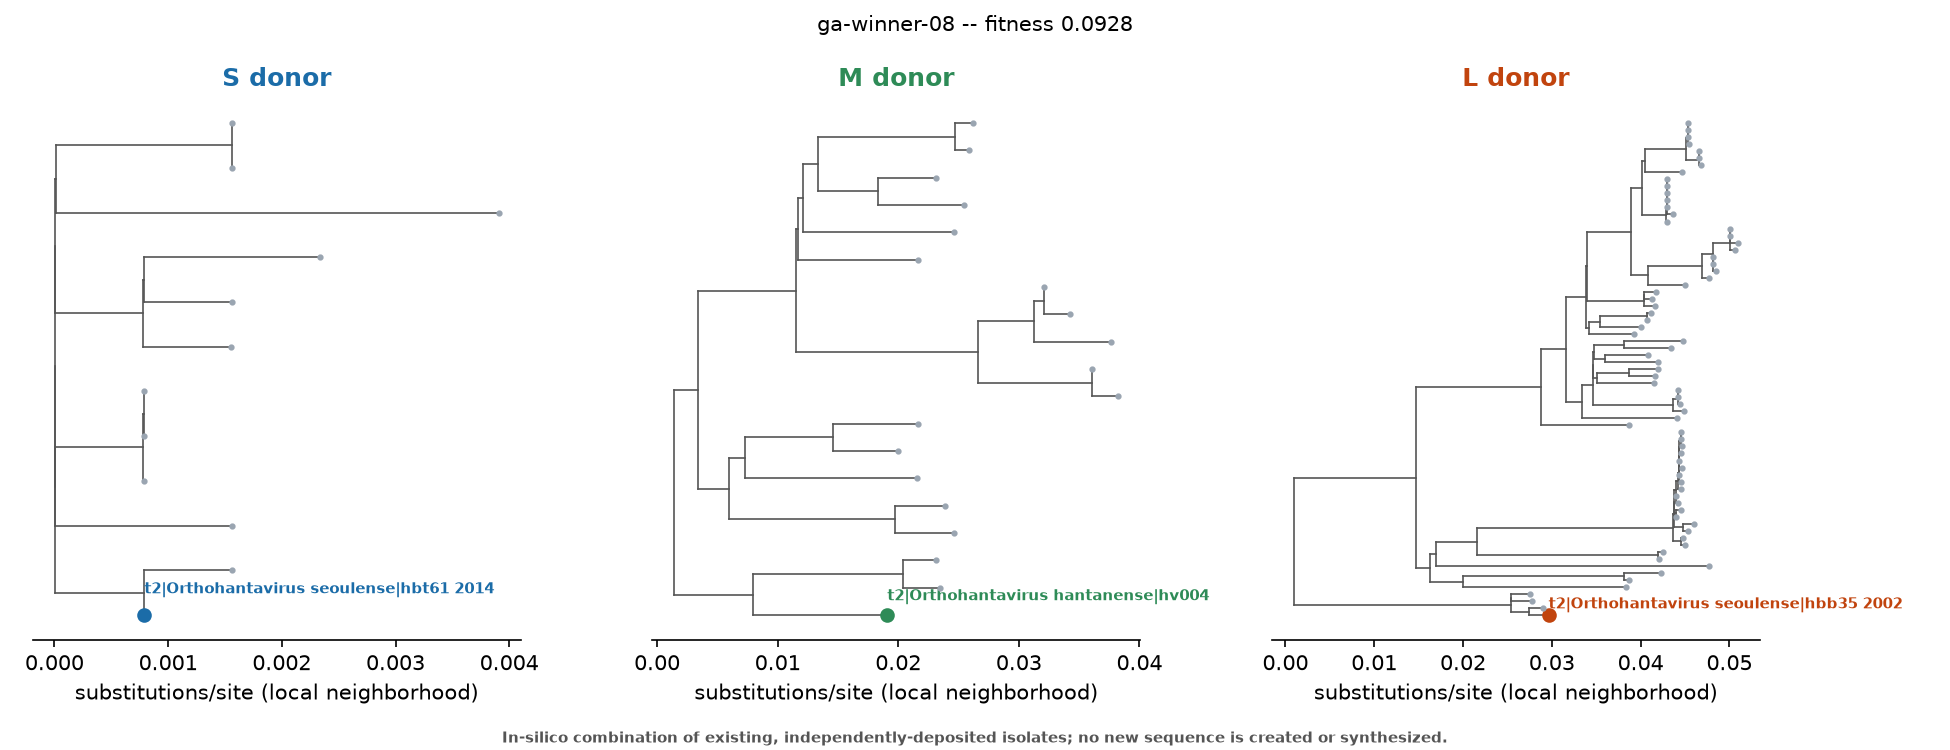 ga-winner-08 -- fitness 0.0928
S donor
M donor
L donor
t2|Orthohantavirus seoulense|hbt61 2014
t2|Orthohantavirus hantanense|hv004
t2|Orthohantavirus seoulense|hbb35 2002
0.000 0.001 0.002 0.003 0.004
0.00 0.01 0.02 0.03 0.04
0.00 0.01 0.02 0.03 0.04 0.05
substitutions/site (local neighborhood)
substitutions/site (local neighborhood)
substitutions/site (local neighborhood)
In-silico combination of existing, independently-deposited isolates; no new sequence is created or synthesized.